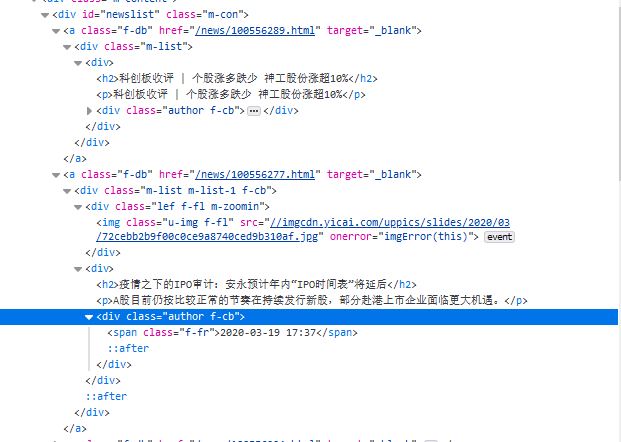 <div id="newslist" class="m-con">
<a class="f-db" href="/news/100556289.html" target="_blank">
<div class="m-list">
<div>
<h2>科创板收评 | 个股涨多跌少 神工股份涨超10%</h2>
<p>科创板收评 | 个股涨多跌少 神工股份涨超10%</p>
<div class="author f-cb">…</div>
</div>
</div>
</a>
<a class="f-db" href="/news/100556277.html" target="_blank">
<div class="m-list m-list-1 f-cb">
<div class="lef f-fl m-zoomin">
<img class="u-img f-fl" src="//imgcdn.yicai.com/uppics/slides/2020/03
/72cebb2b9f00c0ce9a8740ced9b310af.jpg" onerror="imgError(this)"> event
</div>
<div>
<h2>疫情之下的IPO审计：安永预计年内“IPO时间表”将延后</h2>
<p>A股目前仍按比较正常的节奏在持续发行新股，部分赴港上市企业面临更大机遇。</p>
<div class="author f-cb">
<span class="f-fr">2020-03-19 17:37</span>
::after
</div>
</div>
::after
</div>
</a>